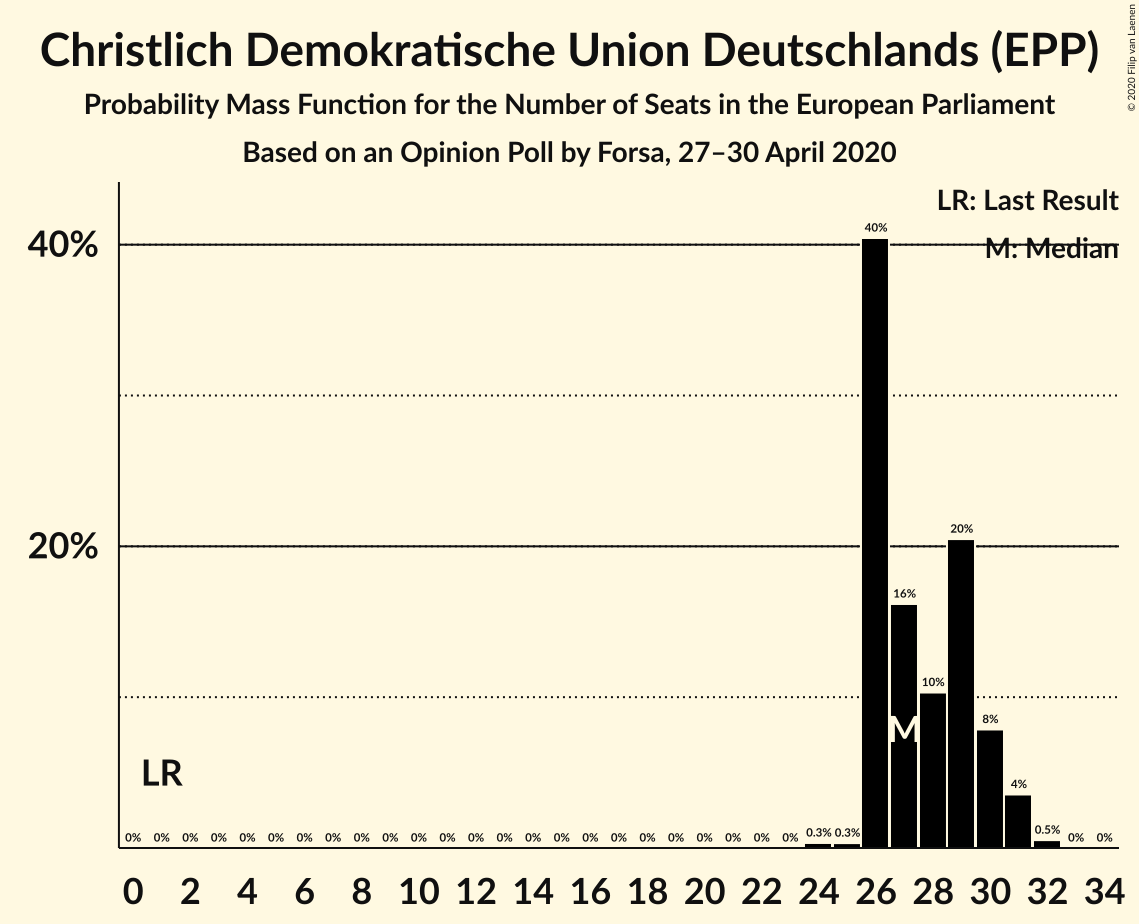 Christlich Demokratische Union Deutschlands (EPP)
Probability Mass Function for the Number of Seats in the European Parliament
Based on an Opinion Poll by Forsa, 27–30 April 2020
© 2020 Filip van Laenen
LR: Last Result
M: Median
40%
20%
40%
20%
16%
10%
8%
4%
M
LR
0% 0% 0% 0% 0% 0% 0% 0% 0% 0% 0% 0% 0% 0% 0% 0% 0% 0% 0% 0% 0% 0% 0% 0% 0.3% 0.3% 0.5% 0% 0%
0 2 4 6 8 10 12 14 16 18 20 22 24 26 28 30 32 34